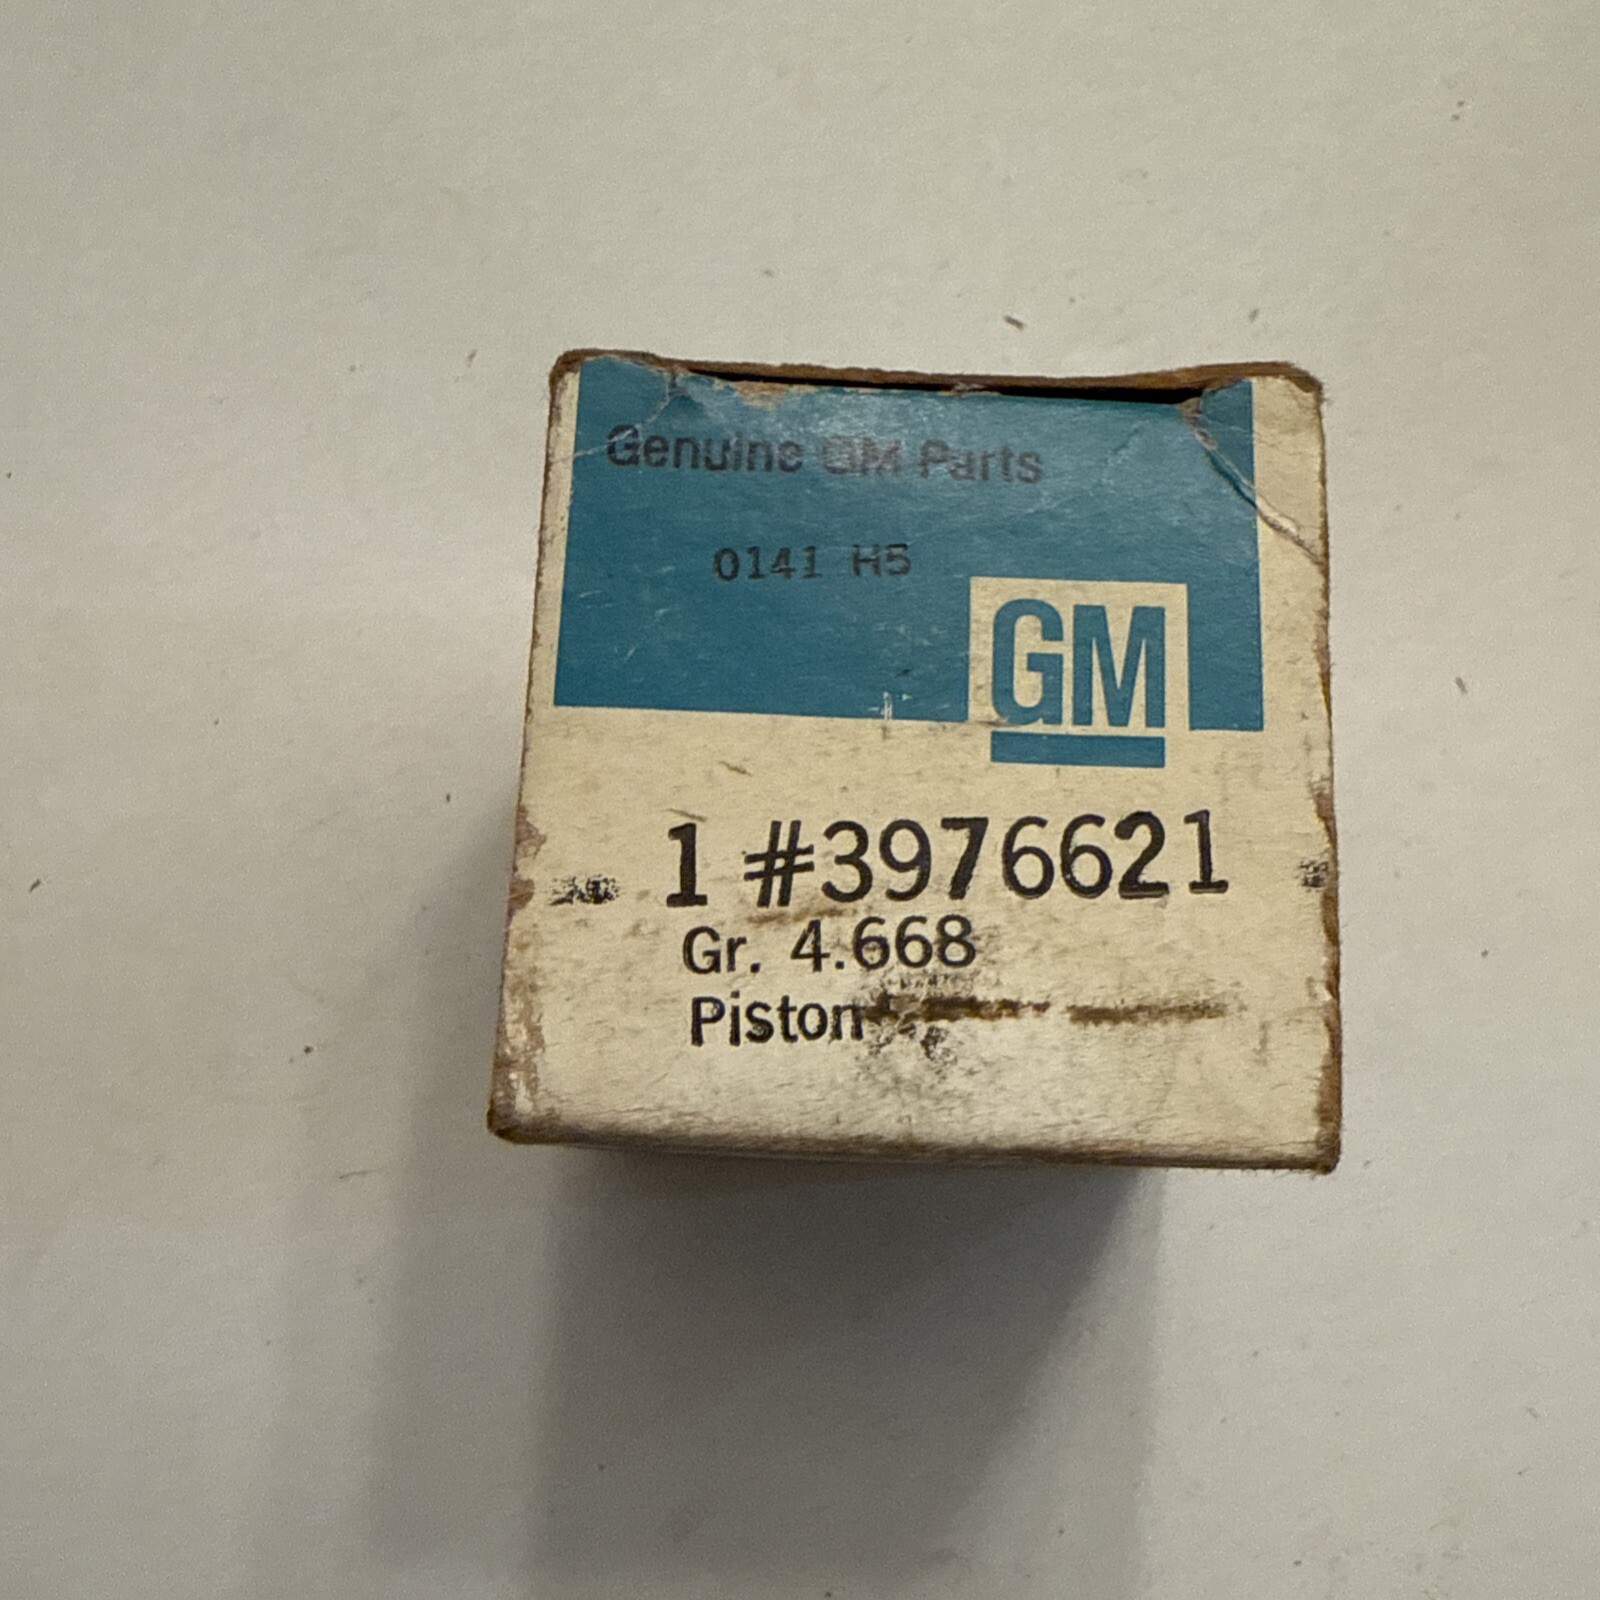 Genuine GM Parts
0141 H5
GM
1 #3976621
Gr. 4.668
Piston